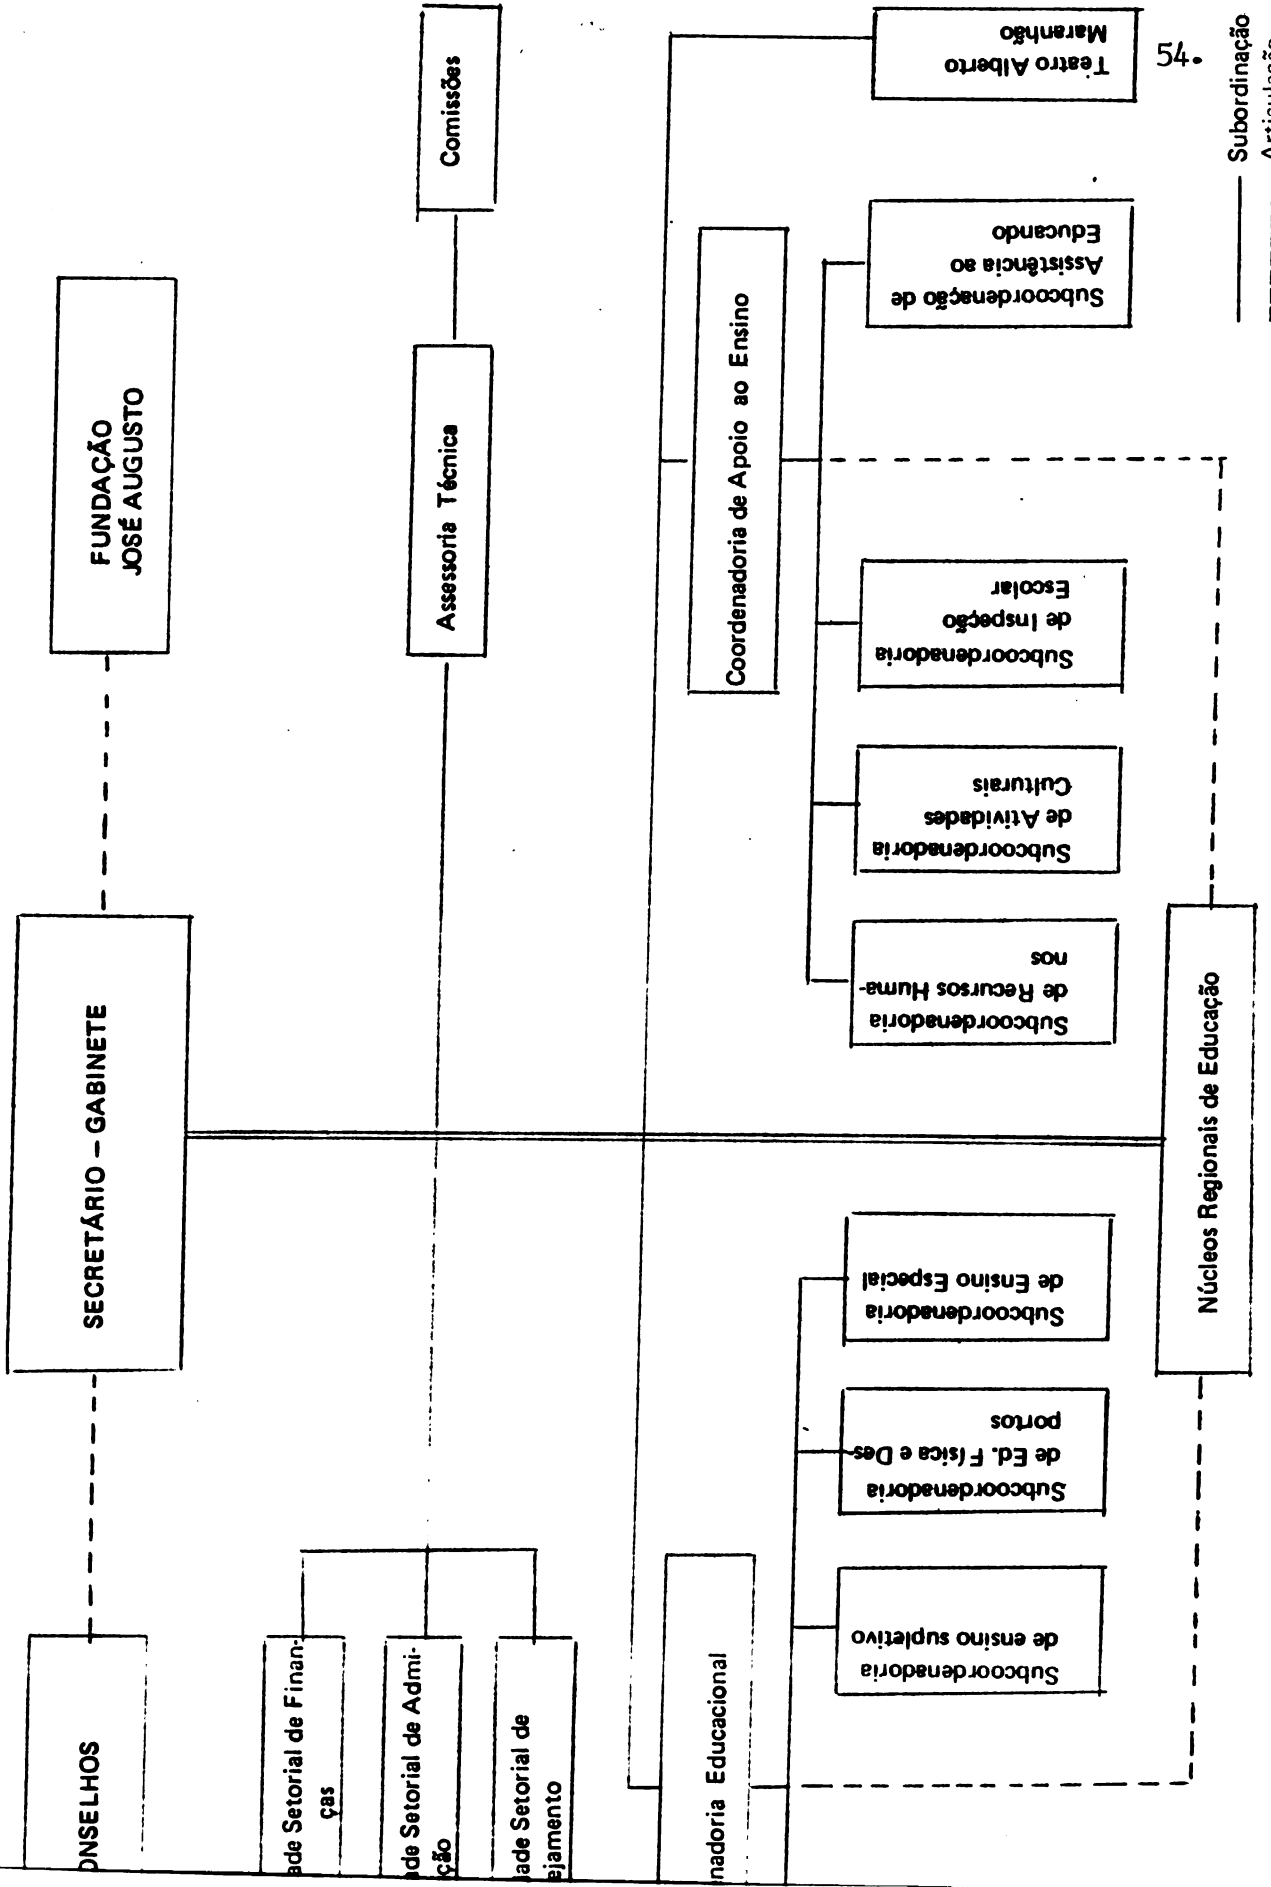 ONSELHOS
SECRETÁRIO – GABINETE
FUNDAÇÃO
JOSÉ AUGUSTO
ade Setorial de Finan-
ças
ade Setorial de Admi-
ção
ade Setorial de
ejamento
Assessoria Técnica
Comissões
nadoria Educacional
Coordenadoria de Apoio ao Ensino
Subcoordenadoria
de ensino supletivo
Subcoordenadoria
de Ed. Física e Des-
portos
Subcoordenadoria
de Ensino Especial
Subcoordenadoria
de Recursos Huma-
nos
Subcoordenadoria
de Atividades
Culturais
Subcoordenadoria
de Inspeção
Escolar
Subcoordenação de
Assistência ao
Educando
Teatro Alberto
Maranhão
Núcleos Regionais de Educação
54.
Subordinação
Articulação